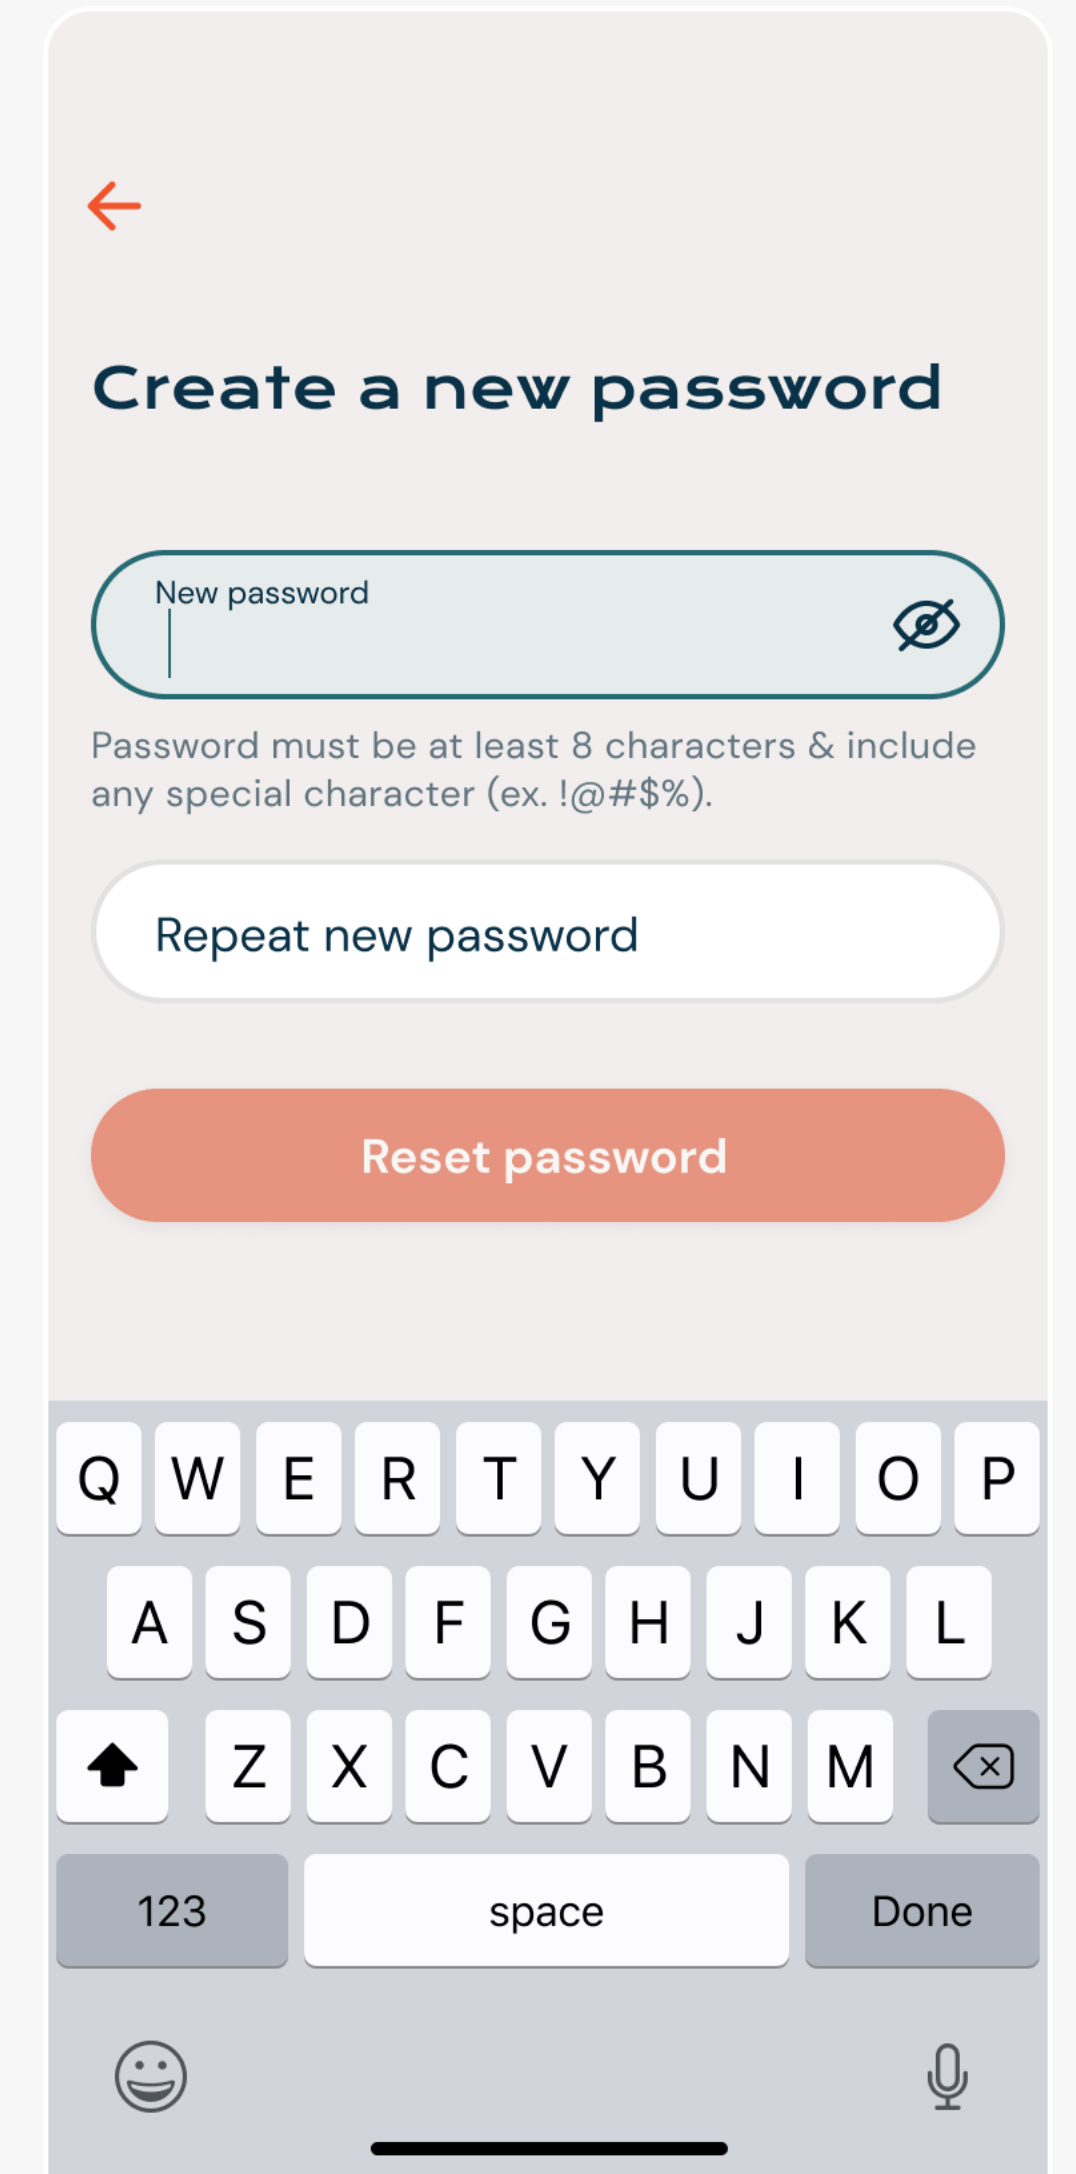 Create a new password
New password
Password must be at least 8 characters & include
any special character (ex. !@#$%).
Repeat new password
Reset password
Q W E R T Y U I O P
A S D F G H J K L
Z X C V B N M
123 space Done